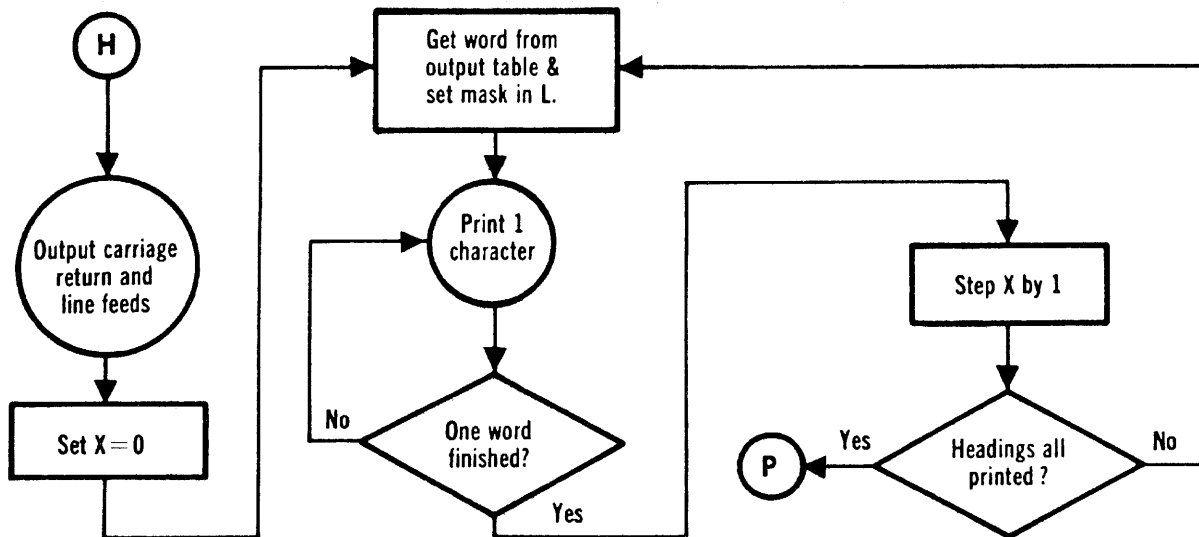 H
Output carriage
return and
line feeds
Set X = 0
Get word from
output table &
set mask in L.
Print 1
character
No
One word
finished?
Yes
Step X by 1
Headings all
printed ?
Yes
No
P